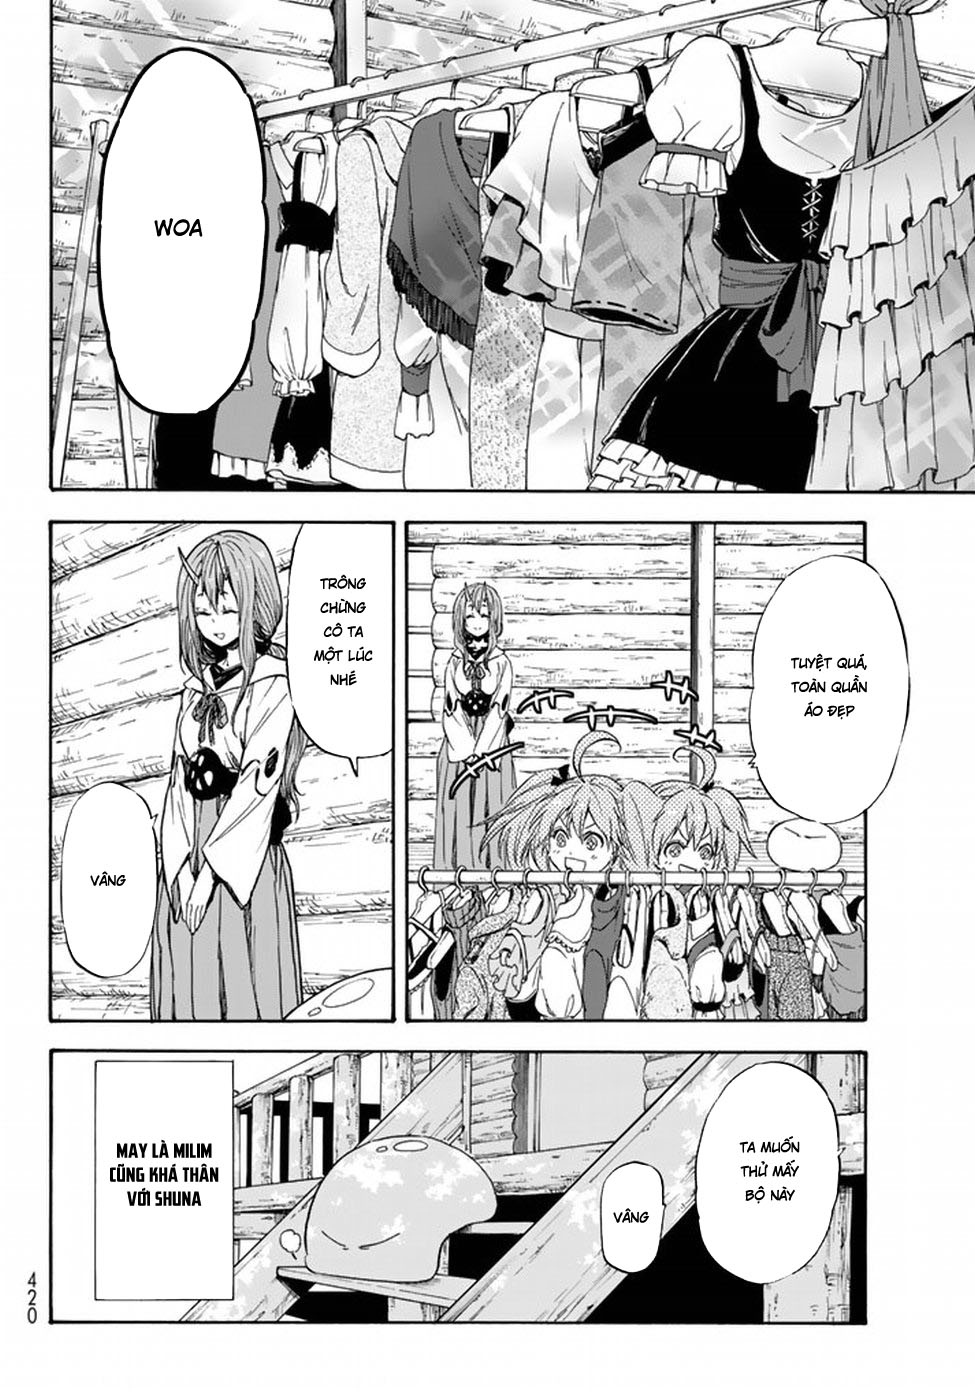 WOA
TUYỆT QUÁ,
TOÀN QUẦN
ÁO ĐẸP
TRÔNG
CHỪNG
CÔ TA
MỘT LÚC
NHÉ
VÂNG
TA MUỐN
THỬ MẤY
BỘ NÀY
VÂNG
MAY LÀ MILIM
CŨNG KHÁ THÂN
VỚI SHUNA
420